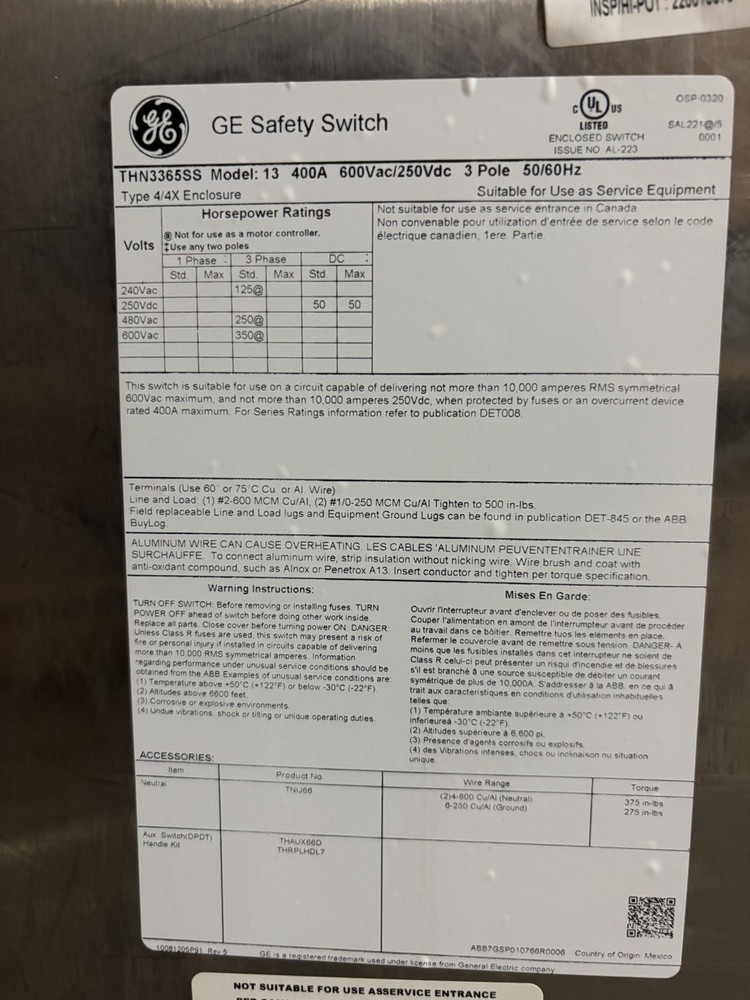 INSP/HI-POT :
GE
GE Safety Switch
C UL US
LISTED
ENCLOSED SWITCH
ISSUE NO. AL-223
OSP-0320
SAL221@/5
0001
THN3365SS Model: 13 400A 600Vac/250Vdc 3 Pole 50/60Hz
Type 4/4X Enclosure
Suitable for Use as Service Equipment
Horsepower Ratings
@ Not for use as a motor controller.
‡Use any two poles
Volts
1 Phase 3 Phase DC
Std. Max Std. Max Std. Max
240Vac 125@
250Vdc 50 50
480Vac 250@
600Vac 350@
Not suitable for use as service entrance in Canada
Non convenable pour utilization d'entrée de service selon le code
électrique canadien, 1ere. Partie.
This switch is suitable for use on a circuit capable of delivering not more than 10,000 amperes RMS symmetrical
600Vac maximum, and not more than 10,000 amperes 250Vdc, when protected by fuses or an overcurrent device
rated 400A maximum. For Series Ratings information refer to publication DET008.
Terminals (Use 60° or 75°C Cu. or Al. Wire)
Line and Load: (1) #2-600 MCM Cu/Al, (2) #1/0-250 MCM Cu/Al Tighten to 500 in-lbs.
Field replaceable Line and Load lugs and Equipment Ground Lugs can be found in publication DET-845 or the ABB
BuyLog.
ALUMINUM WIRE CAN CAUSE OVERHEATING. LES CABLES 'ALUMINUM PEUVENTENTRAINER UNE
SURCHAUFFE. To connect aluminum wire, strip insulation without nicking wire. Wire brush and coat with
anti-oxidant compound, such as Alnox or Penetrox A13. Insert conductor and tighten per torque specification.
Warning Instructions:
TURN OFF SWITCH: Before removing or installing fuses. TURN
POWER OFF ahead of switch before doing other work inside.
Replace all parts. Close cover before turning power ON. DANGER:
Unless Class R fuses are used, this switch may present a risk of
fire or personal injury if installed in circuits capable of delivering
more than 10,000 RMS symmetrical amperes. Information
regarding performance under unusual service conditions should be
obtained from the ABB Examples of unusual service conditions are:
(1) Temperature above +50°C (+122°F) or below -30°C (-22°F).
(2) Altitudes above 6600 feet.
(3) Corrosive or explosive environments.
(4) Undue vibrations, shock or tilting or unique operating duties.
Mises En Garde:
Ouvrir l'interrupteur avant d'enclever ou de poser des fusibles.
Couper l'alimentation en amont de l'interrumpteur avant de procéder
au travail dans ce bôitier. Remettre tuos les eléments en place.
Refermer le couvercle avant de remettre sous tension. DANGER- A
moins que les fusibles installés dans cet interrupteur ne soient de
Class R celui-ci peut présenter un risqui d'incendie et de blessures
s'il est branché à une source susceptible de débiter un courant
symétrique de plus de 10,000A. S'addresser à la ABB, en ce qui à
trait aux caracteristiques en conditions d'utilisation inhabituelles
telles que:
(1) Température ambiante supérieure à +50°C (+122°F) ou
inferieureá -30°C (-22°F).
(2) Altitudes supérieure à 6,600 pi.
(3) Presence d'agents corrosifs ou explosifs.
(4) des Vibrations intenses, chocs ou inclinaison ou situation
unique.
ACCESSORIES:
Item Product No. Wire Range Torque
Neutral TNIJ66 (2)4-600 Cu/Al (Neutral) 375 in-lbs
6-250 Cu/Al (Ground) 275 in-lbs
Aux. Switch(DPDT) THAUX66D
Handle Kit THRPLHDL7
10081205P91 Rev 5
GE is a registered trademark used under license from General Electric company
ABB7GSP010766R0006 Country of Origin: Mexico
NOT SUITABLE FOR USE ASSERVICE ENTRANCE